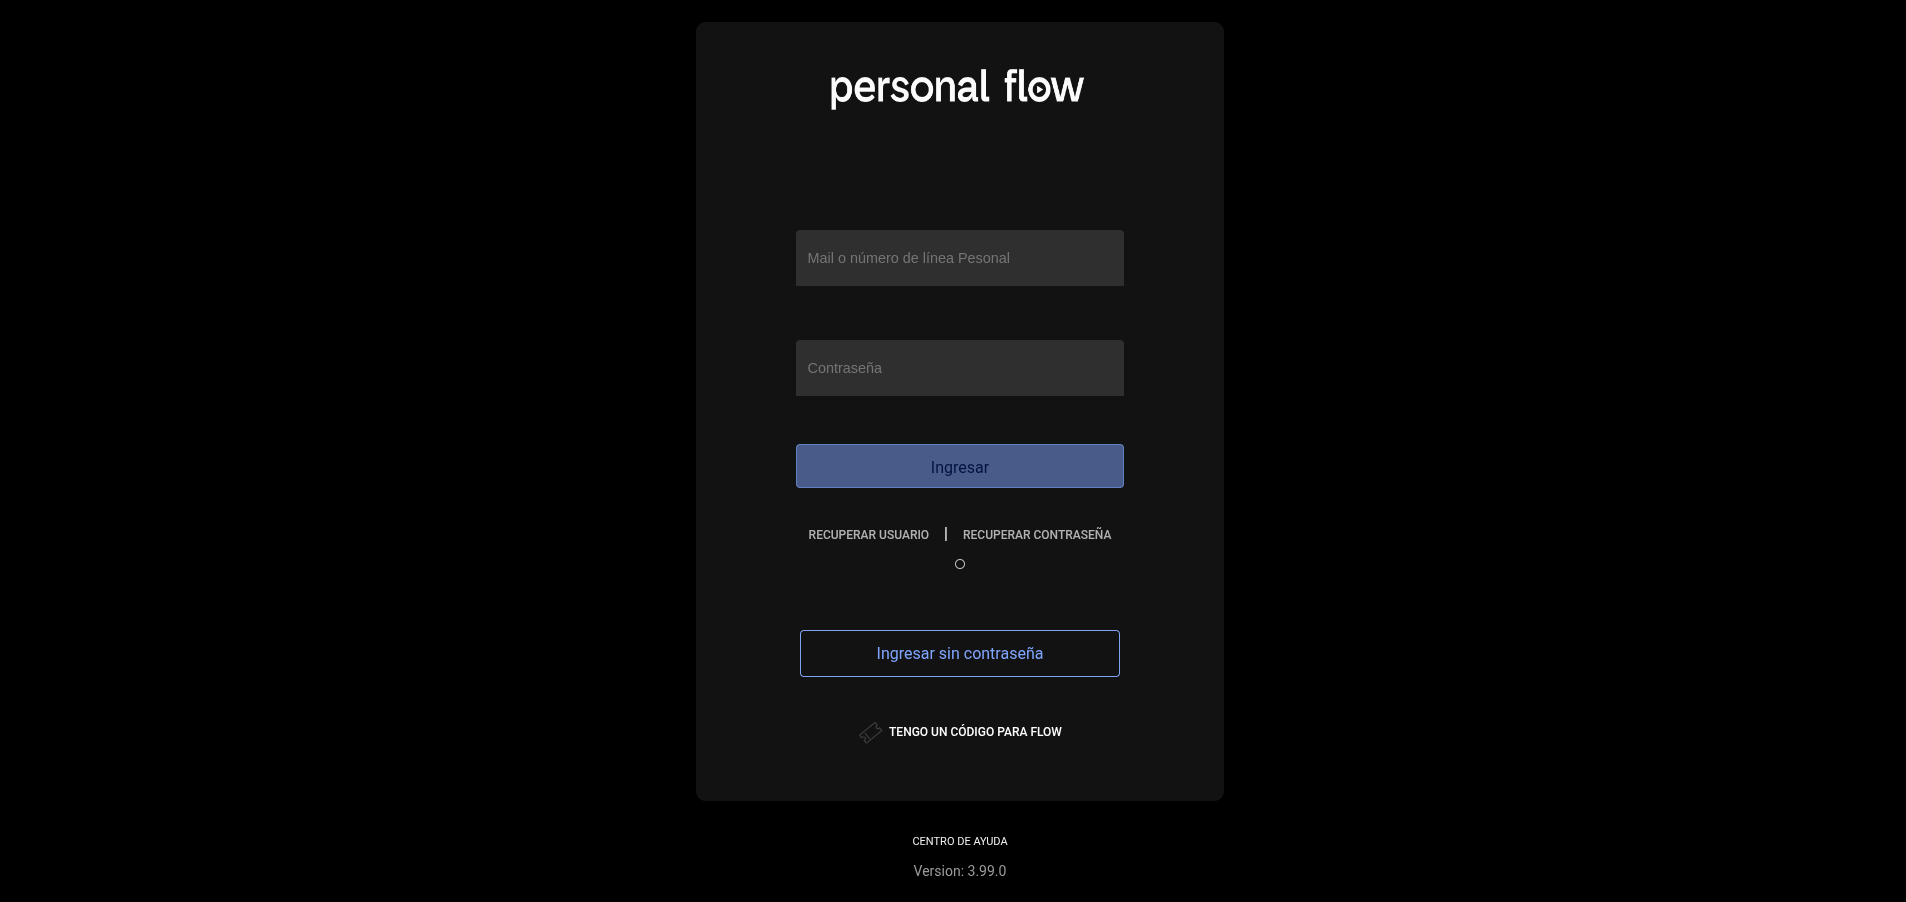 personal flow
Mail o número de línea Pesonal
Contraseña
Ingresar
RECUPERAR USUARIO | RECUPERAR CONTRASEÑA
Ingresar sin contraseña
TENGO UN CÓDIGO PARA FLOW
CENTRO DE AYUDA
Version: 3.99.0